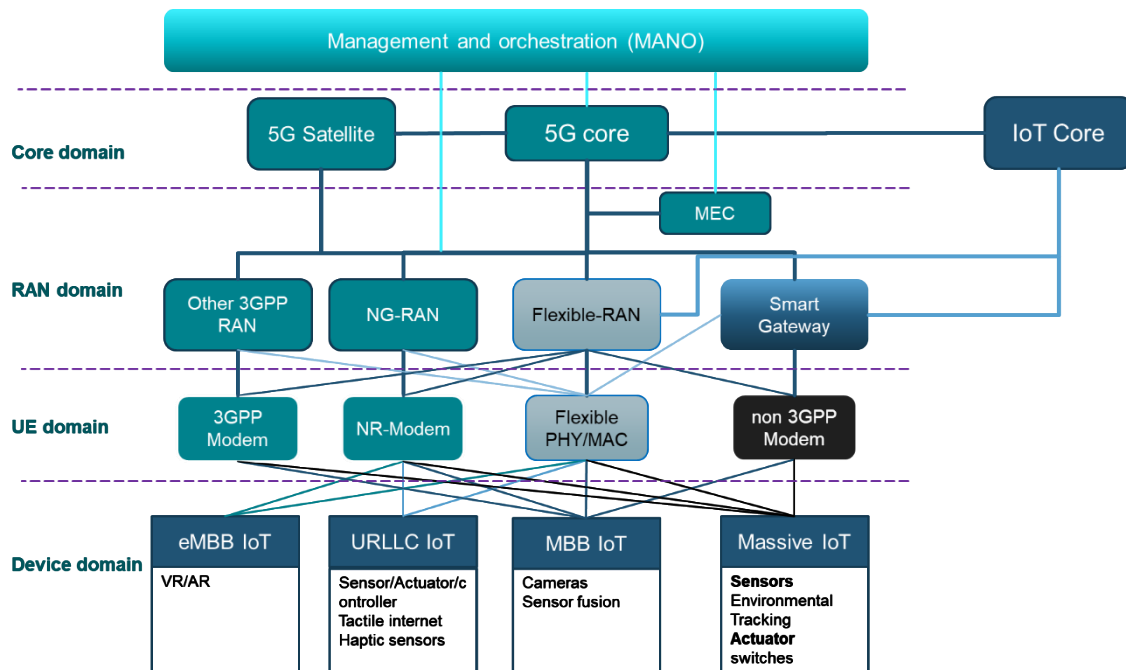 Management and orchestration (MANO)
5G Satellite
5G core
IoT Core
Core domain
MEC
RAN domain
Other 3GPP
RAN
NG-RAN
Flexible-RAN
Smart
Gateway
UE domain
3GPP
Modem
NR-Modem
Flexible
PHY/MAC
non 3GPP
Modem
Device domain
eMBB IoT
VR/AR
URLLC IoT
Sensor/Actuator/c
ontroller
Tactile internet
Haptic sensors
MBB IoT
Cameras
Sensor fusion
Massive IoT
Sensors
Environmental
Tracking
Actuator
switches